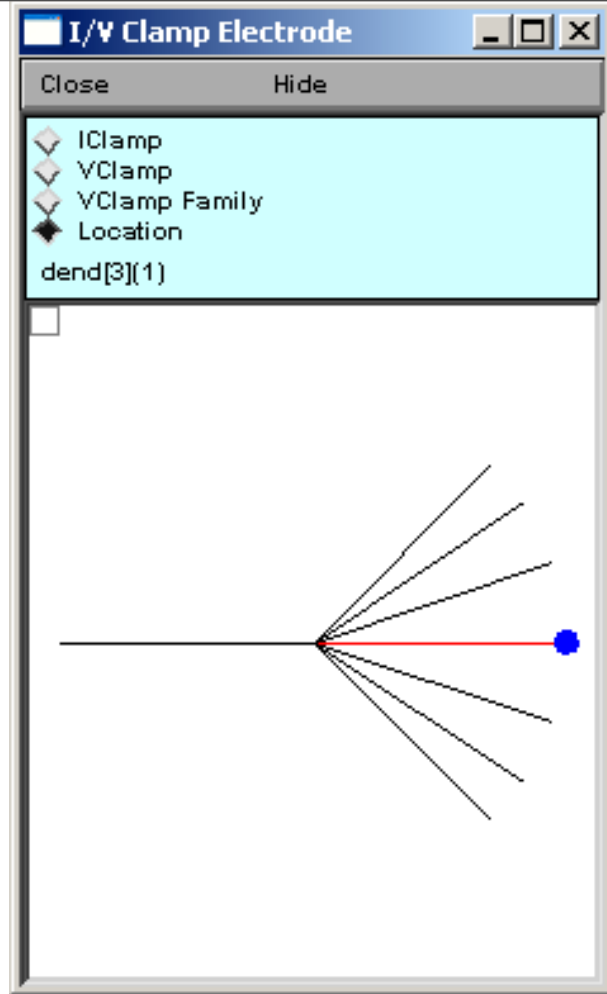 I/V Clamp Electrode
Close Hide
IClamp
VClamp
VClamp Family
Location
dend[3](1)